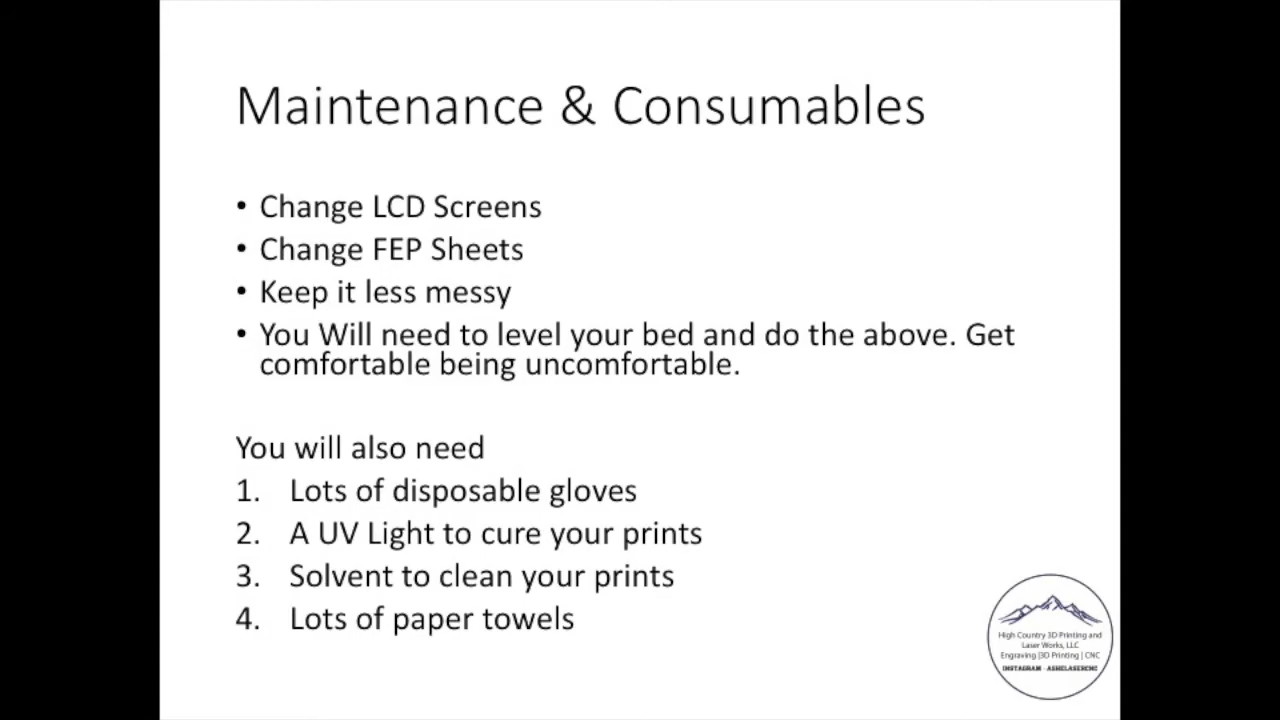 Maintenance & Consumables
• Change LCD Screens
• Change FEP Sheets
• Keep it less messy
• You Will need to level your bed and do the above. Get
comfortable being uncomfortable.
You will also need
1. Lots of disposable gloves
2. A UV Light to cure your prints
3. Solvent to clean your prints
4. Lots of paper towels
High Country 3D Printing and
Laser Works, LLC
Engraving |3D Printing | CNC
INSTAGRAM - ASHELASERCNC